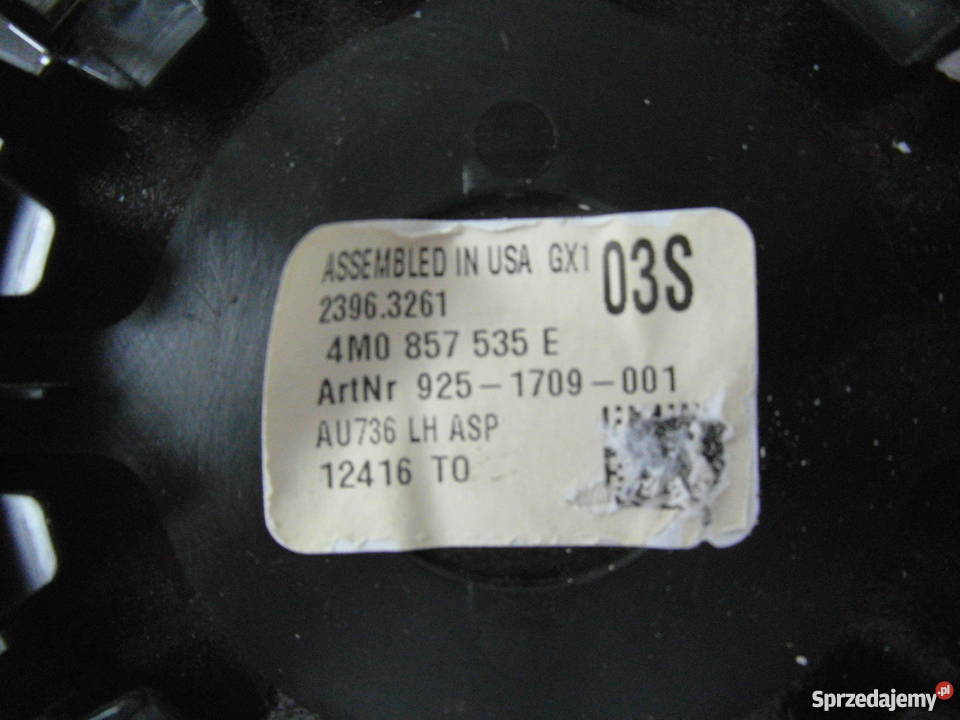 ASSEMBLED IN USA GX1 03S
2396.3261
4M0 857 535 E
ArtNr 925-1709-001
AU736 LH ASP
12416 TO
Sprzedajemy.pl